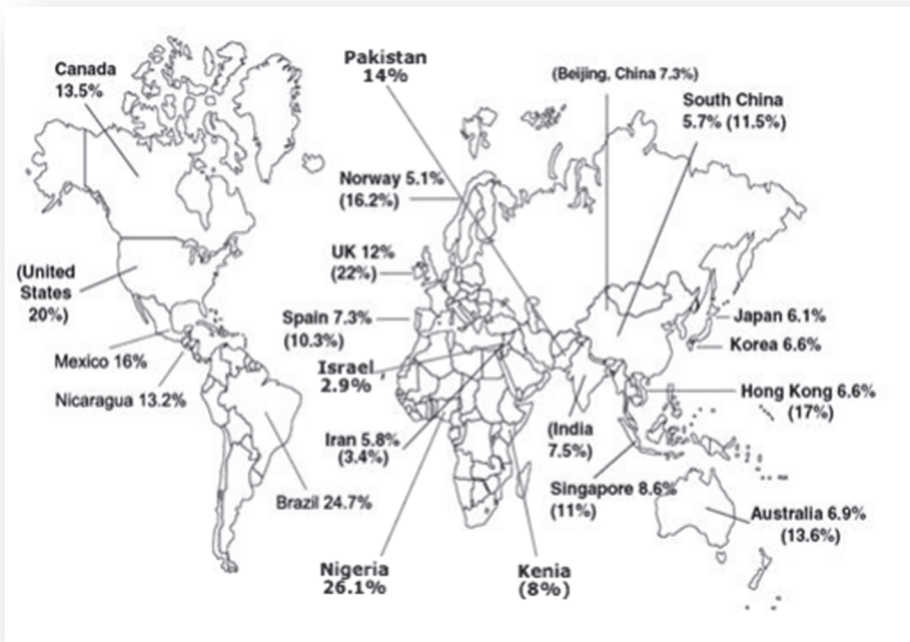 Canada
13.5%
Pakistan
14%
(Beijing, China 7.3%)
South China
5.7% (11.5%)
Norway 5.1%
(16.2%)
UK 12%
(22%)
(United
States
20%)
Spain 7.3%
(10.3%)
Japan 6.1%
Korea 6.6%
Mexico 16%
Israel
2.9%
Nicaragua 13.2%
Hong Kong 6.6%
(17%)
Iran 5.8%
(3.4%)
(India
7.5%)
Brazil 24.7%
Singapore 8.6%
(11%)
Australia 6.9%
(13.6%)
Nigeria
26.1%
Kenia
(8%)